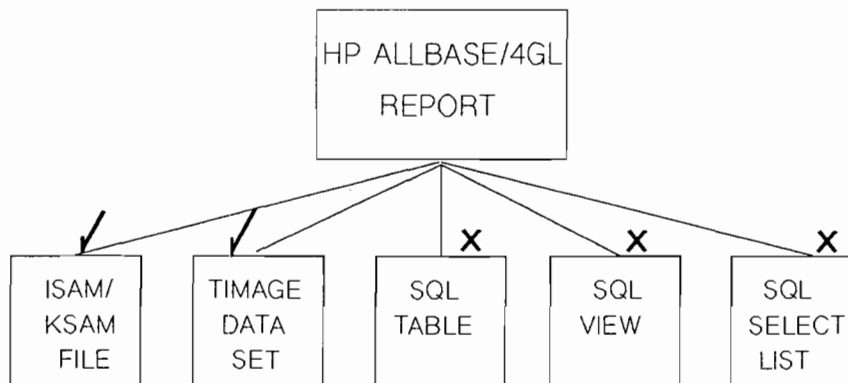 HP ALLBASE/4GL
REPORT
X
X
X
ISAM/
KSAM
FILE
TIMAGE
DATA
SET
SQL
TABLE
SQL
VIEW
SQL
SELECT
LIST